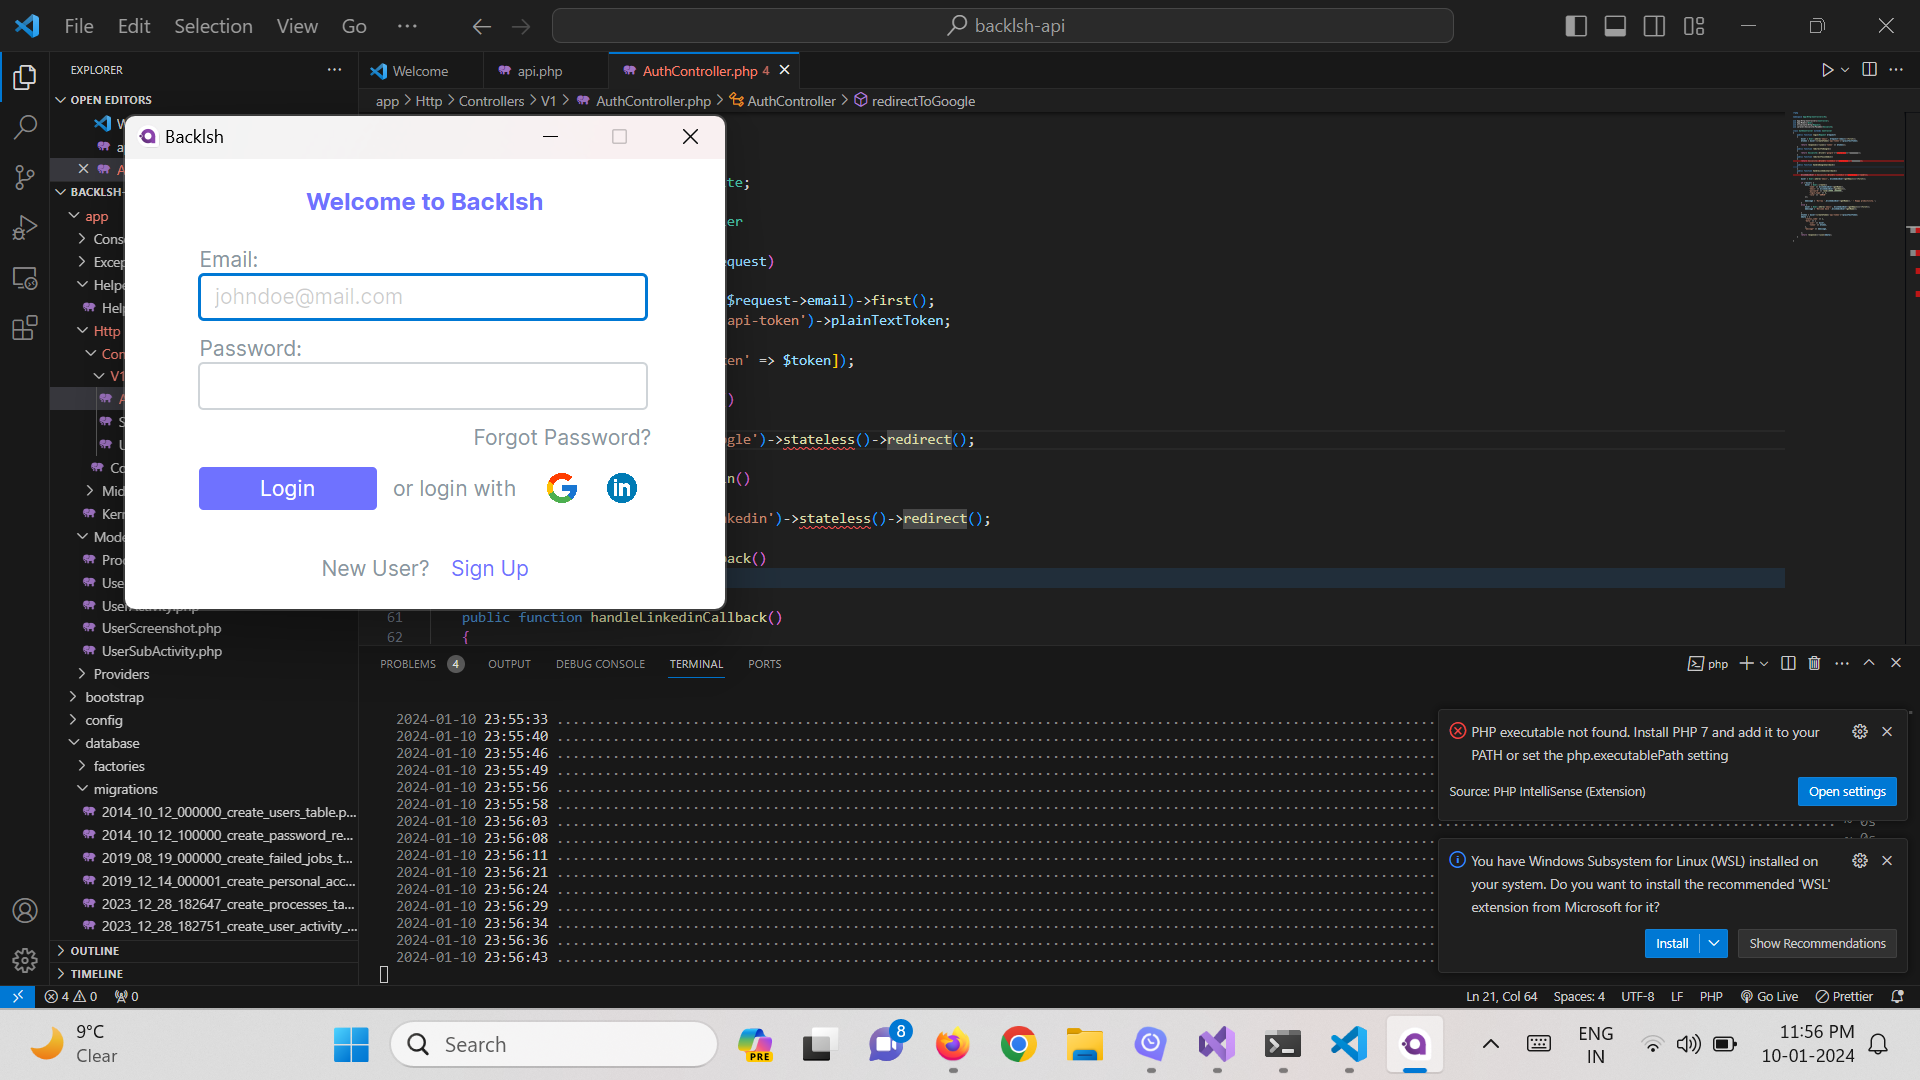 File Edit Selection View Go ···
backlsh-api
EXPLORER
OPEN EDITORS
BACKLSH-
app
Cons
Excep
Helpe
Help
Http
Con
V1
A
S
U
Co
Mid
Kern
Mode
Proc
Use
UserActivity.php
UserScreenshot.php
UserSubActivity.php
Providers
bootstrap
config
database
factories
migrations
2014_10_12_000000_create_users_table.p...
2014_10_12_100000_create_password_re...
2019_08_19_000000_create_failed_jobs_t...
2019_12_14_000001_create_personal_acc...
2023_12_28_182647_create_processes_ta...
2023_12_28_182751_create_user_activity_...
OUTLINE
TIMELINE
Welcome api.php AuthController.php 4
app > Http > Controllers > V1 > AuthController.php > AuthController > redirectToGoogle
Backlsh
Welcome to Backlsh
Email:
johndoe@mail.com
Password:
Forgot Password?
Login or login with
New User? Sign Up
te;
er
quest)
$request->email)->first();
api-token')->plainTextToken;
en' => $token]);
)
gle')->stateless()->redirect();
n()
kedin')->stateless()->redirect();
ack()
61 public function handleLinkedinCallback()
62 {
PROBLEMS 4 OUTPUT DEBUG CONSOLE TERMINAL PORTS
php
2024-01-10 23:55:33
2024-01-10 23:55:40
2024-01-10 23:55:46
2024-01-10 23:55:49
2024-01-10 23:55:56
2024-01-10 23:55:58
2024-01-10 23:56:03
2024-01-10 23:56:08
2024-01-10 23:56:11
2024-01-10 23:56:21
2024-01-10 23:56:24
2024-01-10 23:56:29
2024-01-10 23:56:34
2024-01-10 23:56:36
2024-01-10 23:56:43
PHP executable not found. Install PHP 7 and add it to your
PATH or set the php.executablePath setting
Source: PHP IntelliSense (Extension)
Open settings
You have Windows Subsystem for Linux (WSL) installed on
your system. Do you want to install the recommended 'WSL'
extension from Microsoft for it?
Install Show Recommendations
4 0 0
Ln 21, Col 64 Spaces: 4 UTF-8 LF PHP Go Live Prettier
9°C
Clear
Search
PRE
8
ENG
IN
11:56 PM
10-01-2024